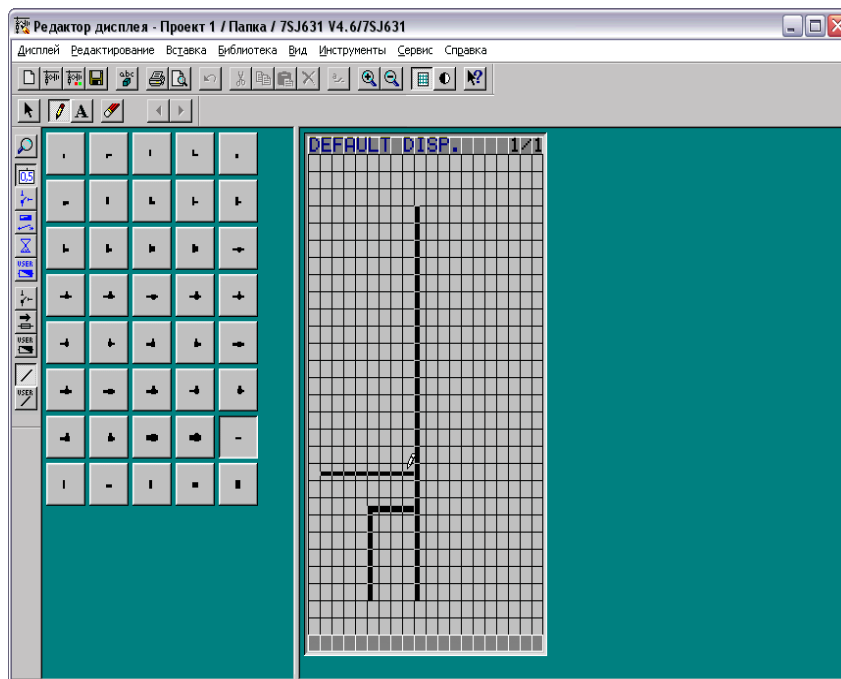 Редактор дисплея - Проект 1 / Папка / 7SJ631 V4.6/7SJ631
Дисплей Редактирование Вставка Библиотека Вид Инструменты Сервис Справка
abc
A
DEFAULT DISP. 1/1
0,5
USER
USER
USER